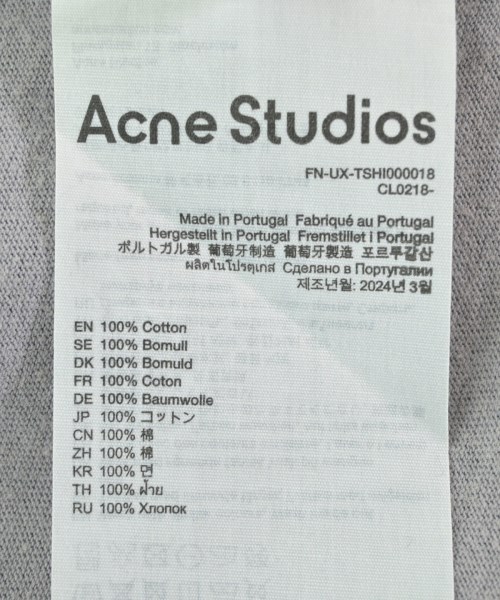 Acne Studios
FN-UX-TSHI000018
CL0218-
Made in Portugal Fabriqué au Portugal
Hergestellt in Portugal Fremstillet i Portugal
ポルトガル製 葡萄牙制造 葡萄牙製造 포르투갈산
ผลิตในโปรตุเกส Сделано в Португалии
제조년월: 2024년 3월
EN 100% Cotton
SE 100% Bomull
DK 100% Bomuld
FR 100% Coton
DE 100% Baumwolle
JP 100% コットン
CN 100% 棉
ZH 100% 棉
KR 100% 면
TH 100% ฝ้าย
RU 100% Хлопок